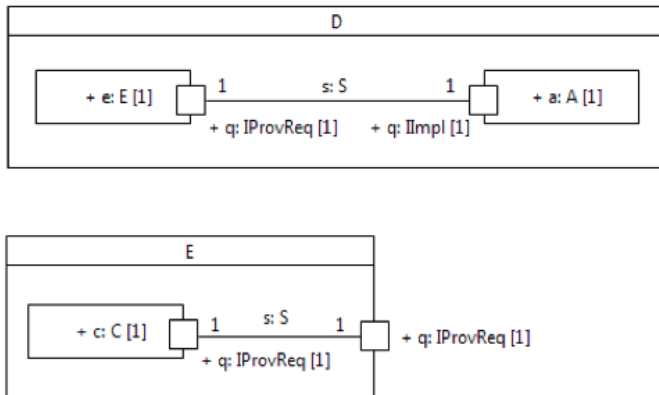 D
+ e: E [1]
1
s: S
1
+ a: A [1]
+ q: IProvReq [1]
+ q: IImpl [1]
E
+ c: C [1]
1
s: S
1
+ q: IProvReq [1]
+ q: IProvReq [1]